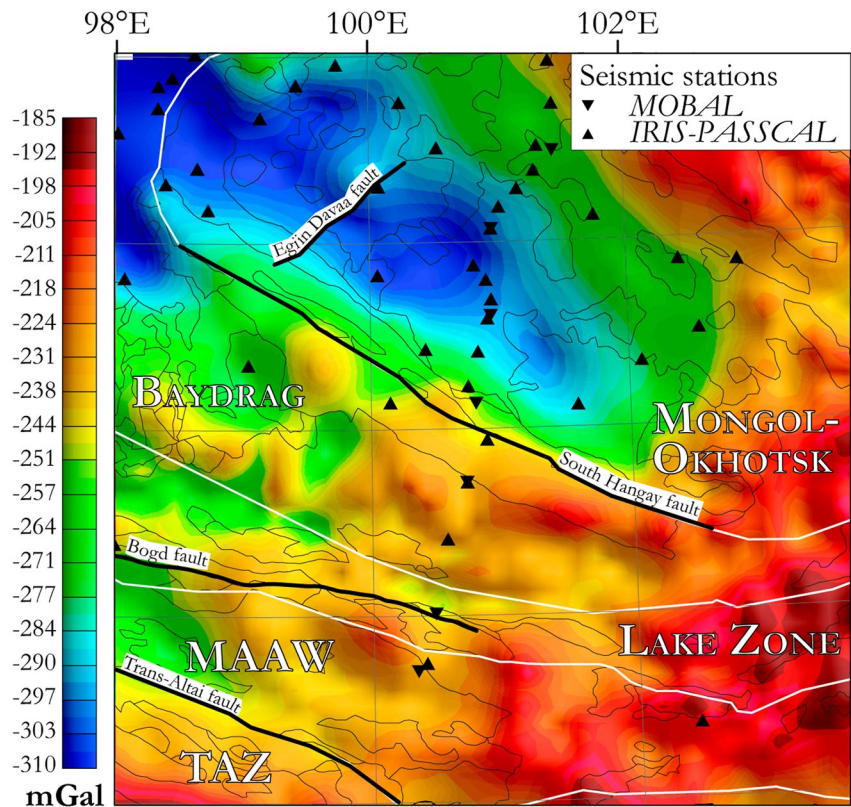 98°E
100°E
102°E
Seismic stations
MOBAL
IRIS-PASSCAL
-185
-192
-198
-205
-211
-218
-224
-231
-238
-244
-251
-257
-264
-271
-277
-284
-290
-297
-303
-310
mGal
Egiin Davaa fault
BAYDRAG
MONGOL-
OKHOTSK
South Hangay fault
Bogd fault
LAKE ZONE
MAAW
Trans-Altai fault
TAZ